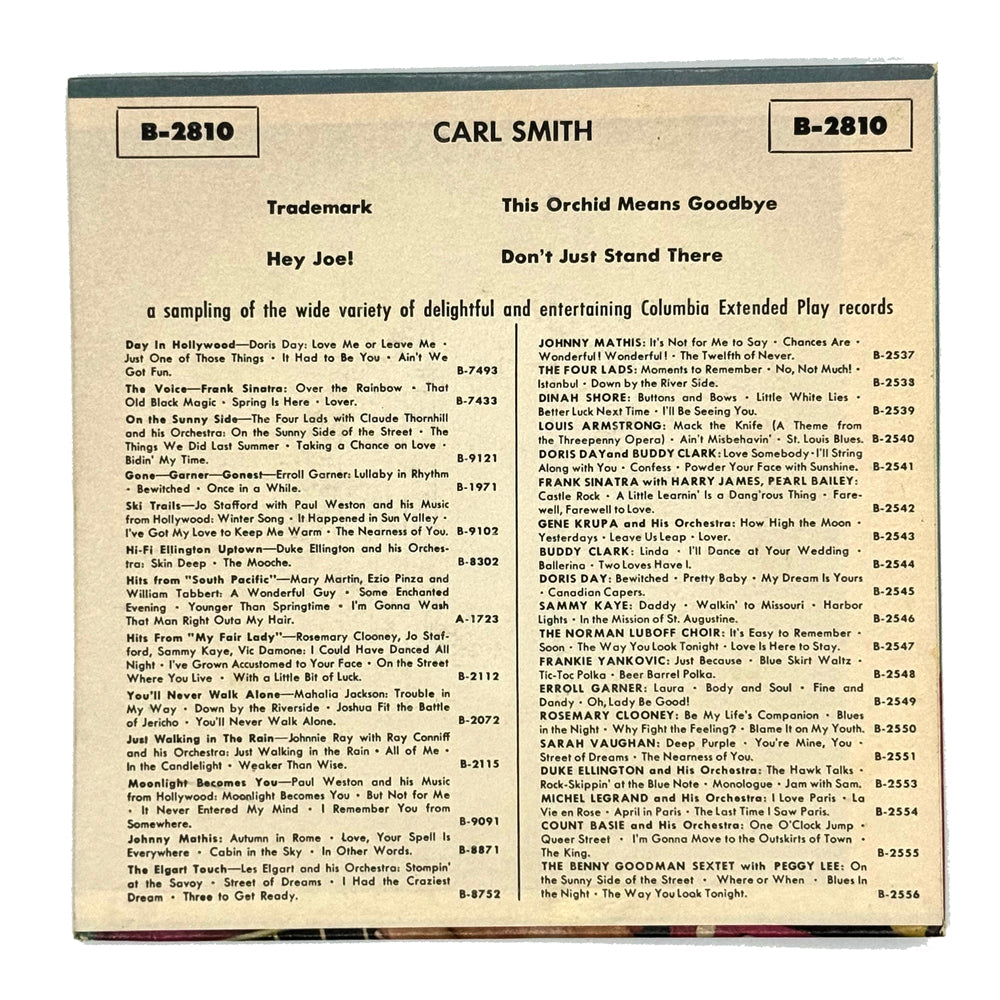 B-2810
CARL SMITH
B-2810
Trademark
This Orchid Means Goodbye
Hey Joe!
Don't Just Stand There
a sampling of the wide variety of delightful and entertaining Columbia Extended Play records
Day In Hollywood—Doris Day: Love Me or Leave Me •
Just One of Those Things • It Had to Be You • Ain't We
Got Fun. B-7493
The Voice—Frank Sinatra: Over the Rainbow • That
Old Black Magic • Spring Is Here • Lover. B-7433
On the Sunny Side—The Four Lads with Claude Thornhill
and his Orchestra: On the Sunny Side of the Street • The
Things We Did Last Summer • Taking a Chance on Love •
Bidin' My Time. B-9121
Gone—Garner—Gonest—Erroll Garner: Lullaby in Rhythm
• Bewitched • Once in a While. B-1971
Ski Trails—Jo Stafford with Paul Weston and his Music
from Hollywood: Winter Song • It Happened in Sun Valley •
I've Got My Love to Keep Me Warm • The Nearness of You. B-9102
Hi-Fi Ellington Uptown—Duke Ellington and his Orches-
tra: Skin Deep • The Mooche. B-8302
Hits from "South Pacific"—Mary Martin, Ezio Pinza and
William Tabbert: A Wonderful Guy • Some Enchanted
Evening • Younger Than Springtime • I'm Gonna Wash
That Man Right Outa My Hair. A-1723
Hits From "My Fair Lady"—Rosemary Clooney, Jo Staf-
ford, Sammy Kaye, Vic Damone: I Could Have Danced All
Night • I've Grown Accustomed to Your Face • On the Street
Where You Live • With a Little Bit of Luck. B-2112
You'll Never Walk Alone—Mahalia Jackson: Trouble in
My Way • Down by the Riverside • Joshua Fit the Battle
of Jericho • You'll Never Walk Alone. B-2072
Just Walking in The Rain—Johnnie Ray with Ray Conniff
and his Orchestra: Just Walking in the Rain • All of Me •
In the Candlelight • Weaker Than Wise. B-2115
Moonlight Becomes You—Paul Weston and his Music
from Hollywood: Moonlight Becomes You • But Not for Me
• It Never Entered My Mind • I Remember You from
Somewhere. B-9091
Johnny Mathis: Autumn in Rome • Love, Your Spell Is
Everywhere • Cabin in the Sky • In Other Words. B-8871
The Elgart Touch—Les Elgart and his Orchestra: Stompin'
at the Savoy • Street of Dreams • I Had the Craziest
Dream • Three to Get Ready. B-8752
JOHNNY MATHIS: It's Not for Me to Say • Chances Are •
Wonderful! Wonderful! • The Twelfth of Never. B-2537
THE FOUR LADS: Moments to Remember • No, Not Much! •
Istanbul • Down by the River Side. B-2538
DINAH SHORE: Buttons and Bows • Little White Lies •
Better Luck Next Time • I'll Be Seeing You. B-2539
LOUIS ARMSTRONG: Mack the Knife (A Theme from
the Threepenny Opera) • Ain't Misbehavin' • St. Louis Blues. B-2540
DORIS DAY and BUDDY CLARK: Love Somebody • I'll String
Along with You • Confess • Powder Your Face with Sunshine. B-2541
FRANK SINATRA with HARRY JAMES, PEARL BAILEY:
Castle Rock • A Little Learnin' Is a Dang'rous Thing • Fare-
well, Farewell to Love. B-2542
GENE KRUPA and His Orchestra: How High the Moon •
Yesterdays • Leave Us Leap • Lover. B-2543
BUDDY CLARK: Linda • I'll Dance at Your Wedding •
Ballerina • Two Loves Have I. B-2544
DORIS DAY: Bewitched • Pretty Baby • My Dream Is Yours
• Canadian Capers. B-2545
SAMMY KAYE: Daddy • Walkin' to Missouri • Harbor
Lights • In the Mission of St. Augustine. B-2546
THE NORMAN LUBOFF CHOIR: It's Easy to Remember •
Soon • The Way You Look Tonight • Love Is Here to Stay. B-2547
FRANKIE YANKOVIC: Just Because • Blue Skirt Waltz •
Tic-Toc Polka • Beer Barrel Polka. B-2548
ERROLL GARNER: Laura • Body and Soul • Fine and
Dandy • Oh, Lady Be Good! B-2549
ROSEMARY CLOONEY: Be My Life's Companion • Blues
in the Night • Why Fight the Feeling? • Blame It on My Youth. B-2550
SARAH VAUGHAN: Deep Purple • You're Mine, You •
Street of Dreams • The Nearness of You. B-2551
DUKE ELLINGTON and His Orchestra: The Hawk Talks •
Rock-Skippin' at the Blue Note • Monologue • Jam with Sam. B-2553
MICHEL LEGRAND and His Orchestra: I Love Paris • La
Vie en Rose • April in Paris • The Last Time I Saw Paris. B-2554
COUNT BASIE and His Orchestra: One O'Clock Jump •
Queer Street • I'm Gonna Move to the Outskirts of Town •
The King. B-2555
THE BENNY GOODMAN SEXTET with PEGGY LEE: On
the Sunny Side of the Street • Where or When • Blues In
the Night • The Way You Look Tonight. B-2556